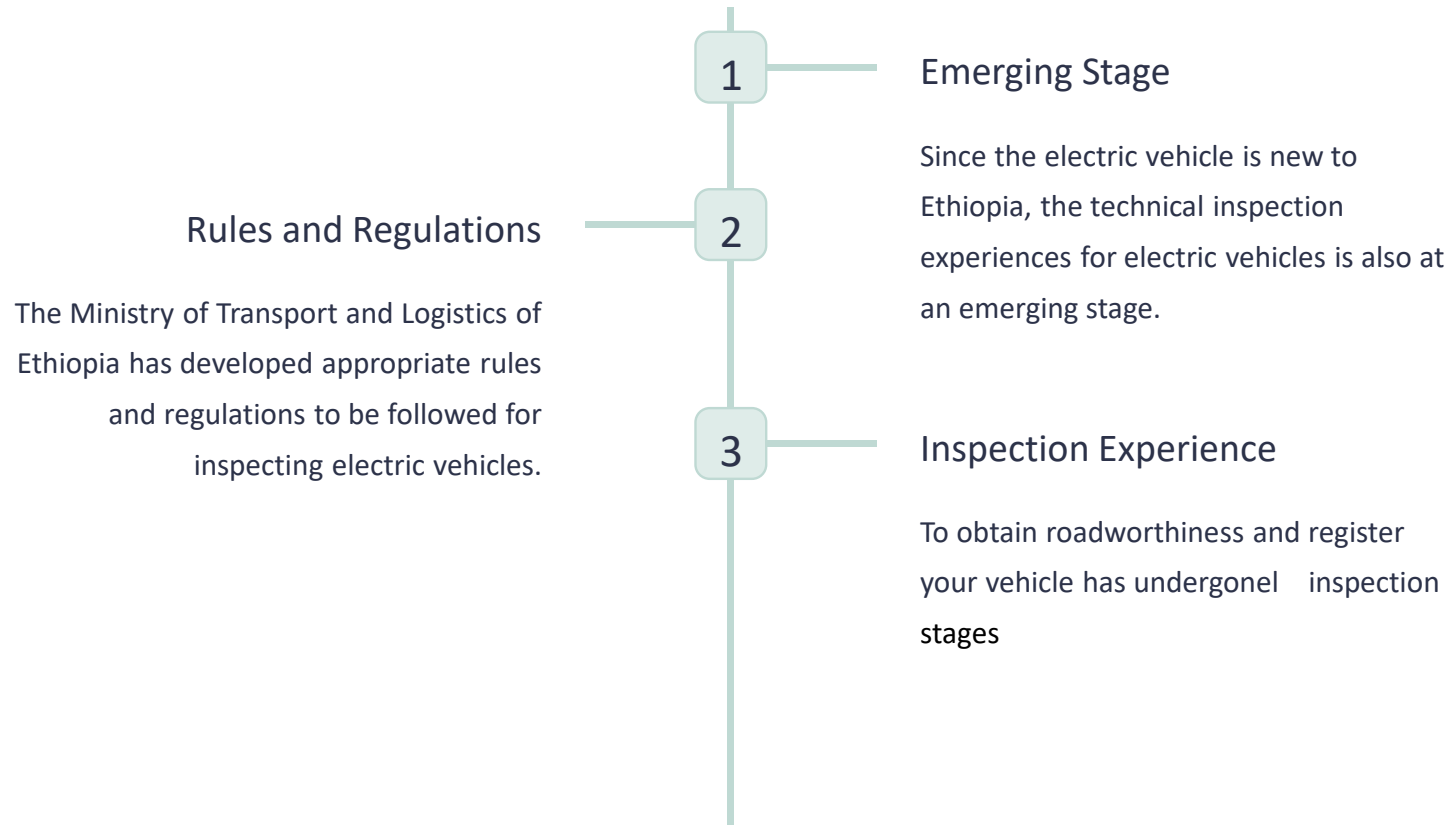 1
Emerging Stage
Since the electric vehicle is new to
Ethiopia, the technical inspection
experiences for electric vehicles is also at
an emerging stage.
2
Rules and Regulations
The Ministry of Transport and Logistics of
Ethiopia has developed appropriate rules
and regulations to be followed for
inspecting electric vehicles.
3
Inspection Experience
To obtain roadworthiness and register
your vehicle has undergonel inspection
stages